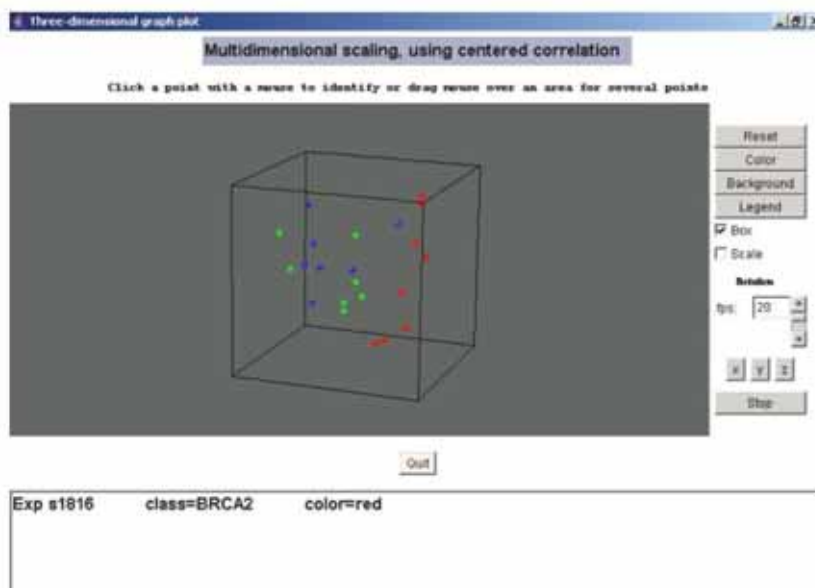 Three-dimensional graph plot
Multidimensional scaling, using centered correlation
Click a point with a mouse to identify or drag mouse over an area for several points
Reset
Color
Background
Legend
Box
Scale
Rotation
fps: 20
x y z
Stop
Quit
Exp s1816 class=BRCA2 color=red